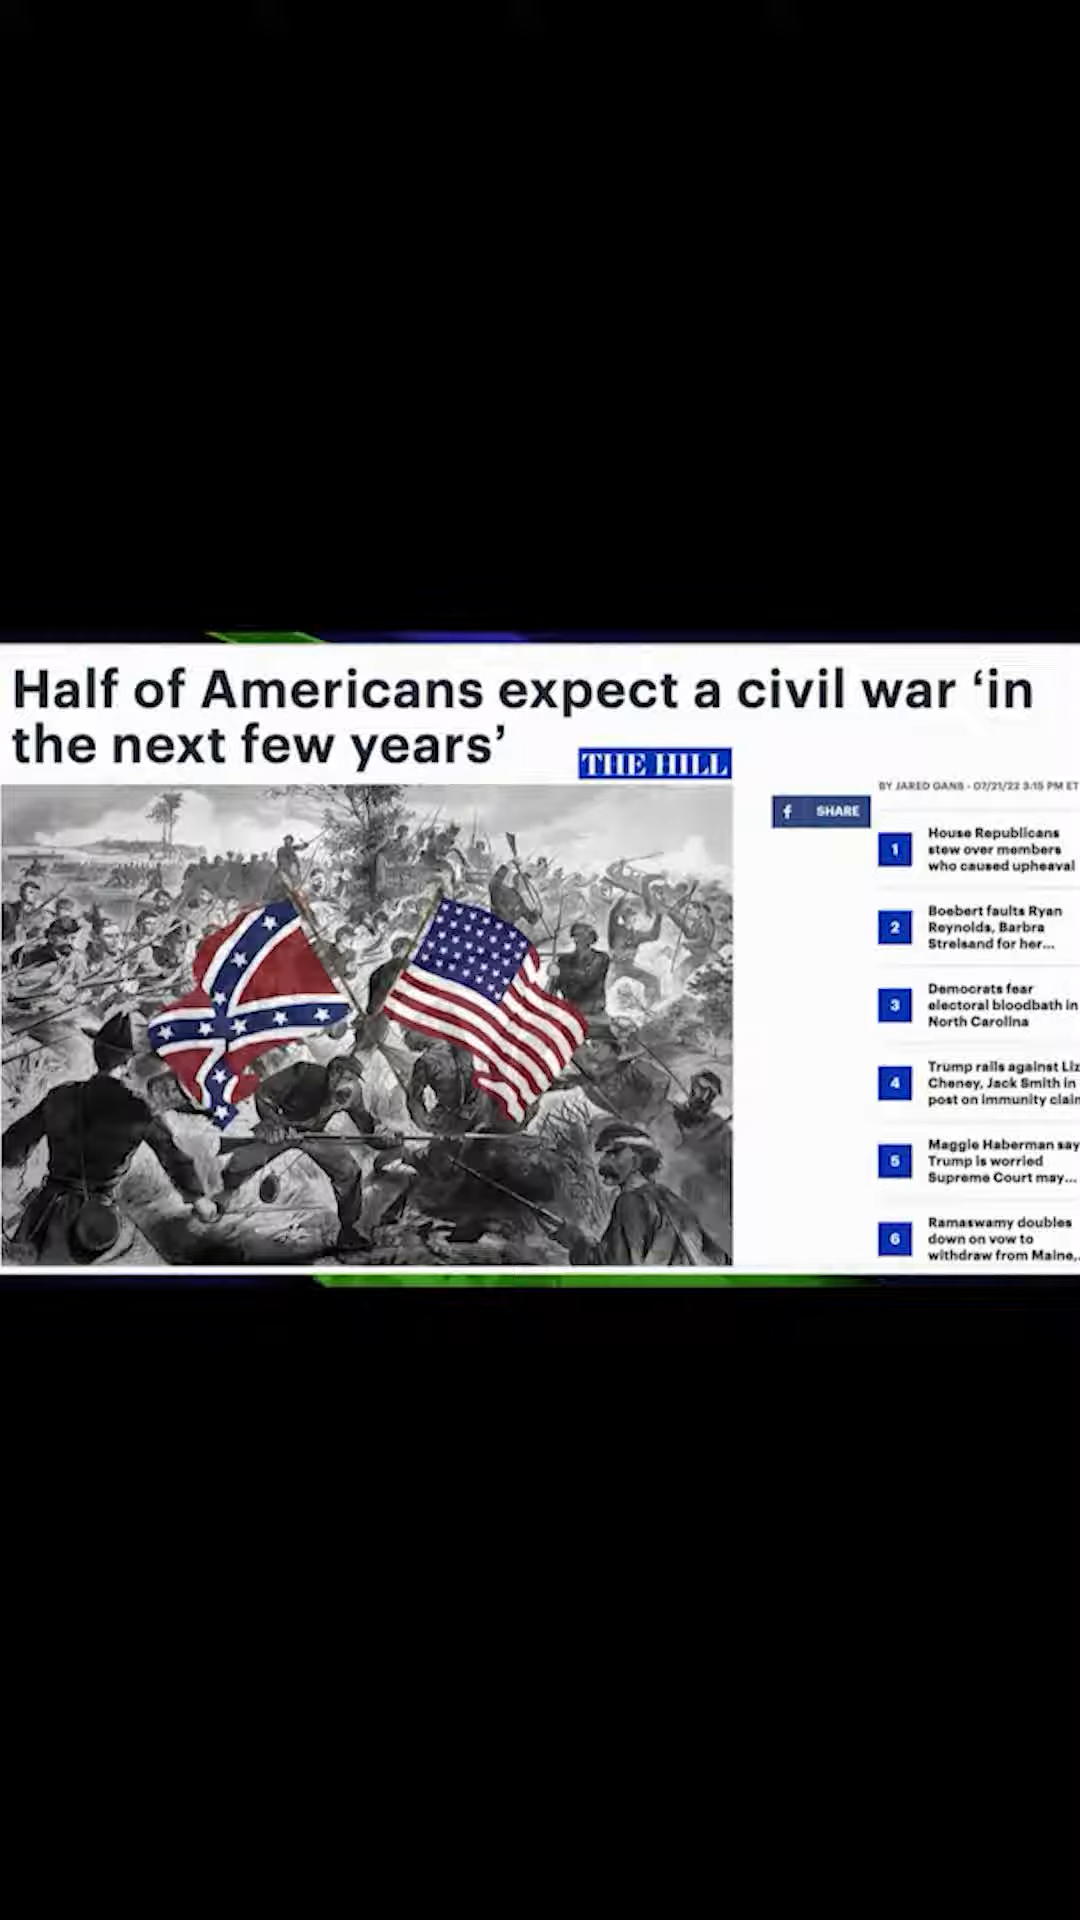 Half of Americans expect a civil war ‘in
the next few years’
THE HILL
BY JARED GANS - 07/21/22 3:15 PM ET
f SHARE
1
House Republicans
stew over members
who caused upheaval
2
Boebert faults Ryan
Reynolds, Barbra
Streisand for her...
3
Democrats fear
electoral bloodbath in
North Carolina
4
Trump rails against Liz
Cheney, Jack Smith in
post on immunity claim
5
Maggie Haberman say
Trump is worried
Supreme Court may...
6
Ramaswamy doubles
down on vow to
withdraw from Maine,